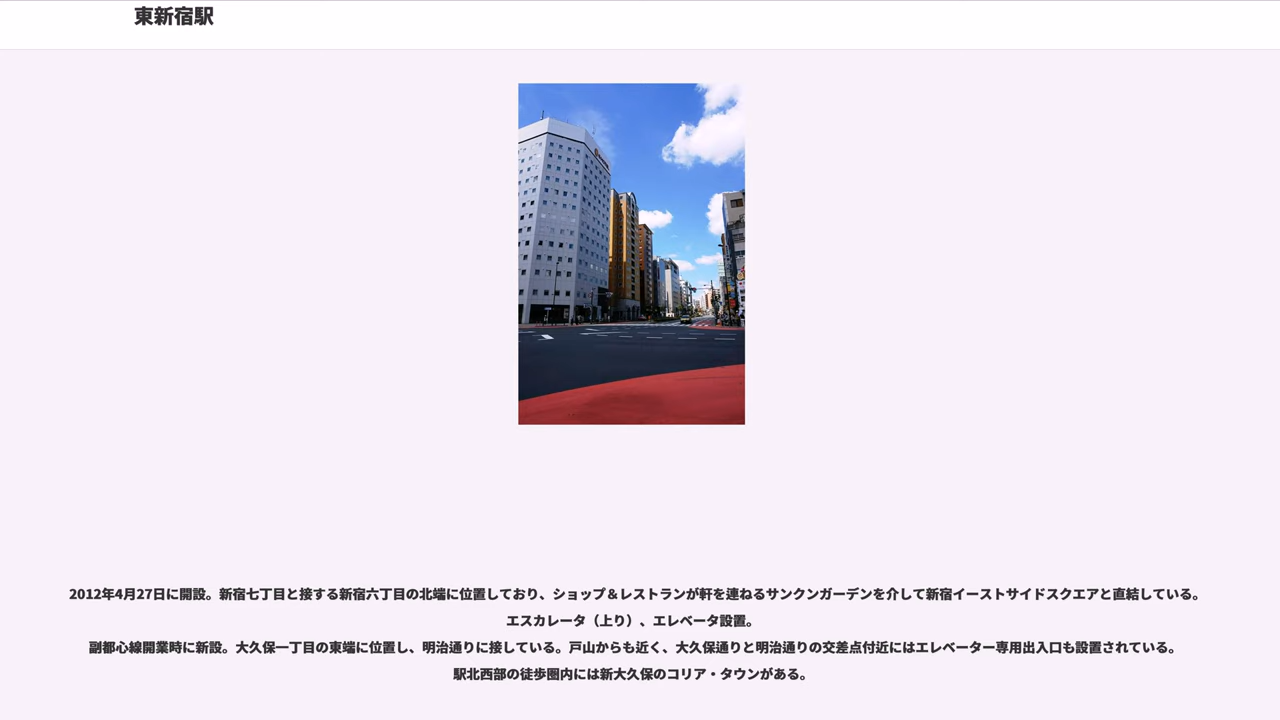 東新宿駅
2012年4月27日に開設。新宿七丁目と接する新宿六丁目の北端に位置しており、ショップ＆レストランが軒を連ねるサンクンガーデンを介して新宿イーストサイドスクエアと直結している。
エスカレータ（上り）、エレベータ設置。
副都心線開業時に新設。大久保一丁目の東端に位置し、明治通りに接している。戸山からも近く、大久保通りと明治通りの交差点付近にはエレベーター専用出入口も設置されている。
駅北西部の徒歩圏内には新大久保のコリア・タウンがある。